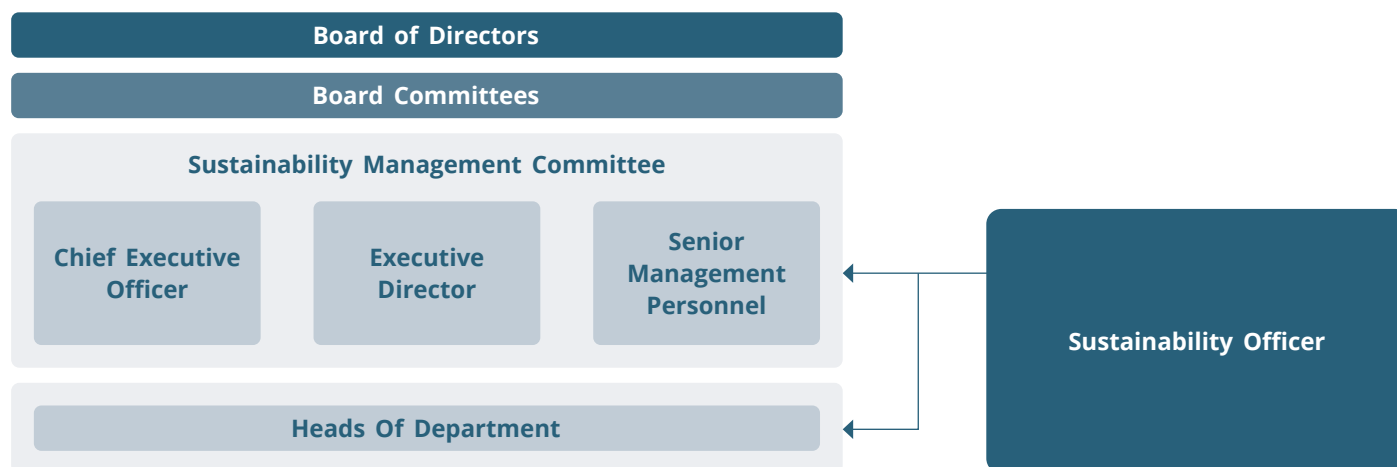 Board of Directors
Board Committees
Sustainability Management Committee
Chief Executive
Officer
Executive
Director
Senior
Management
Personnel
Sustainability Officer
Heads Of Department